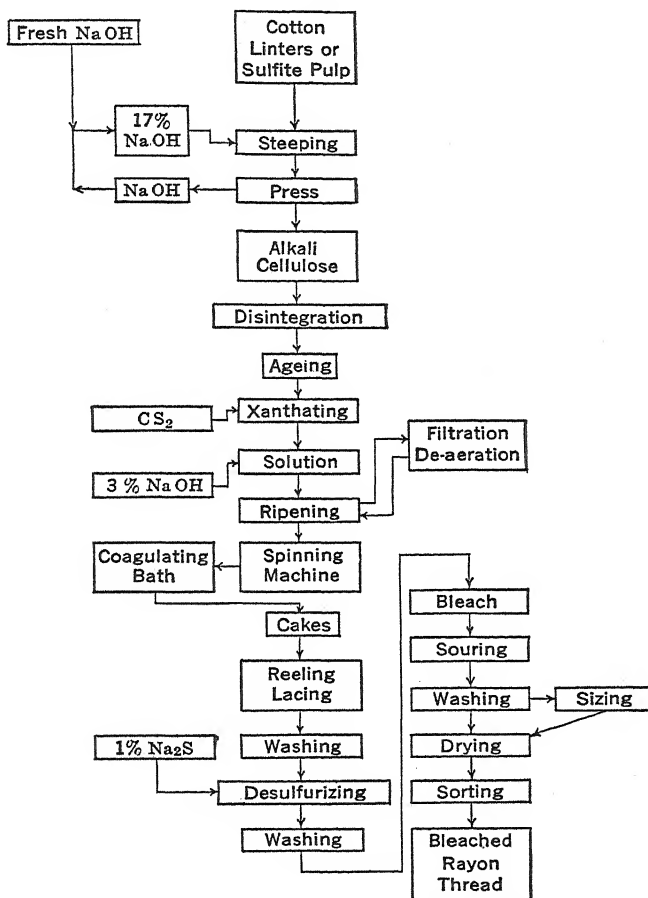 Fresh NaOH
Cotton
Linters or
Sulfite Pulp
17%
NaOH
Steeping
NaOH
Press
Alkali
Cellulose
Disintegration
Ageing
CS₂
Xanthating
Filtration
De-aeration
Solution
3 % NaOH
Ripening
Coagulating
Bath
Spinning
Machine
Cakes
Reeling
Lacing
Washing
1% Na₂S
Desulfurizing
Washing
Bleach
Souring
Washing
Sizing
Drying
Sorting
Bleached
Rayon
Thread